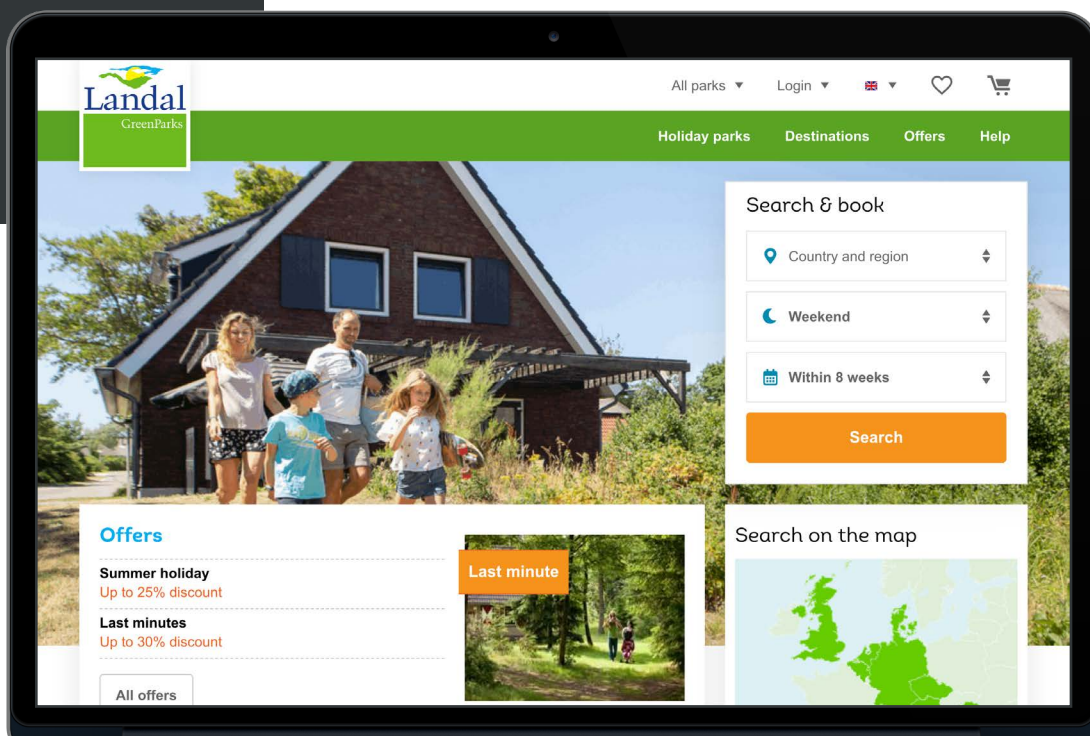 Landal
GreenParks
All parks
Login
Holiday parks
Destinations
Offers
Help
Search & book
Country and region
Weekend
Within 8 weeks
Search
Offers
Summer holiday
Up to 25% discount
Last minutes
Up to 30% discount
All offers
Last minute
Search on the map